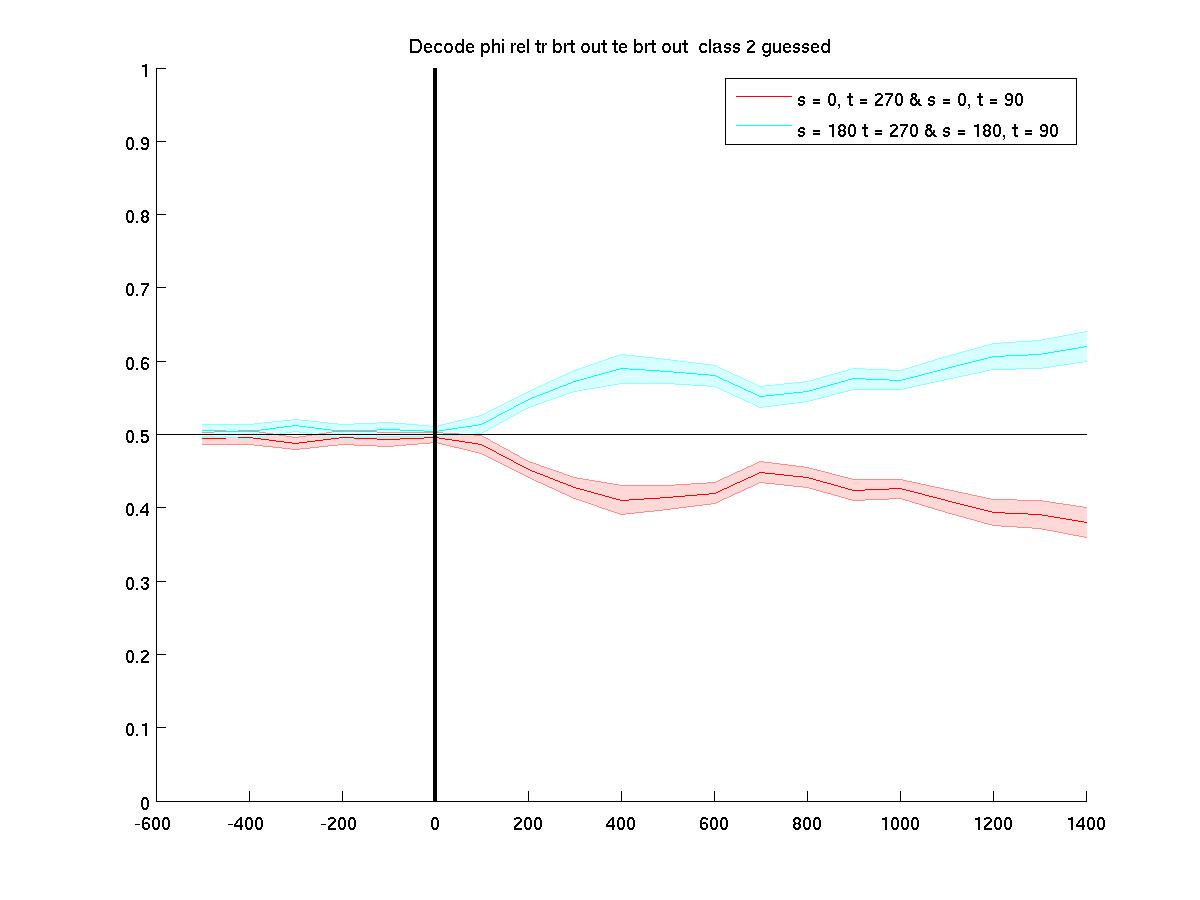 Decode phi rel tr brt out te brt out  class 2 guessed
s = 0, t = 270 & s = 0, t = 90
s = 180 t = 270 & s = 180, t = 90
1
0.9
0.8
0.7
0.6
0.5
0.4
0.3
0.2
0.1
0
-600 -400 -200 0 200 400 600 800 1000 1200 1400